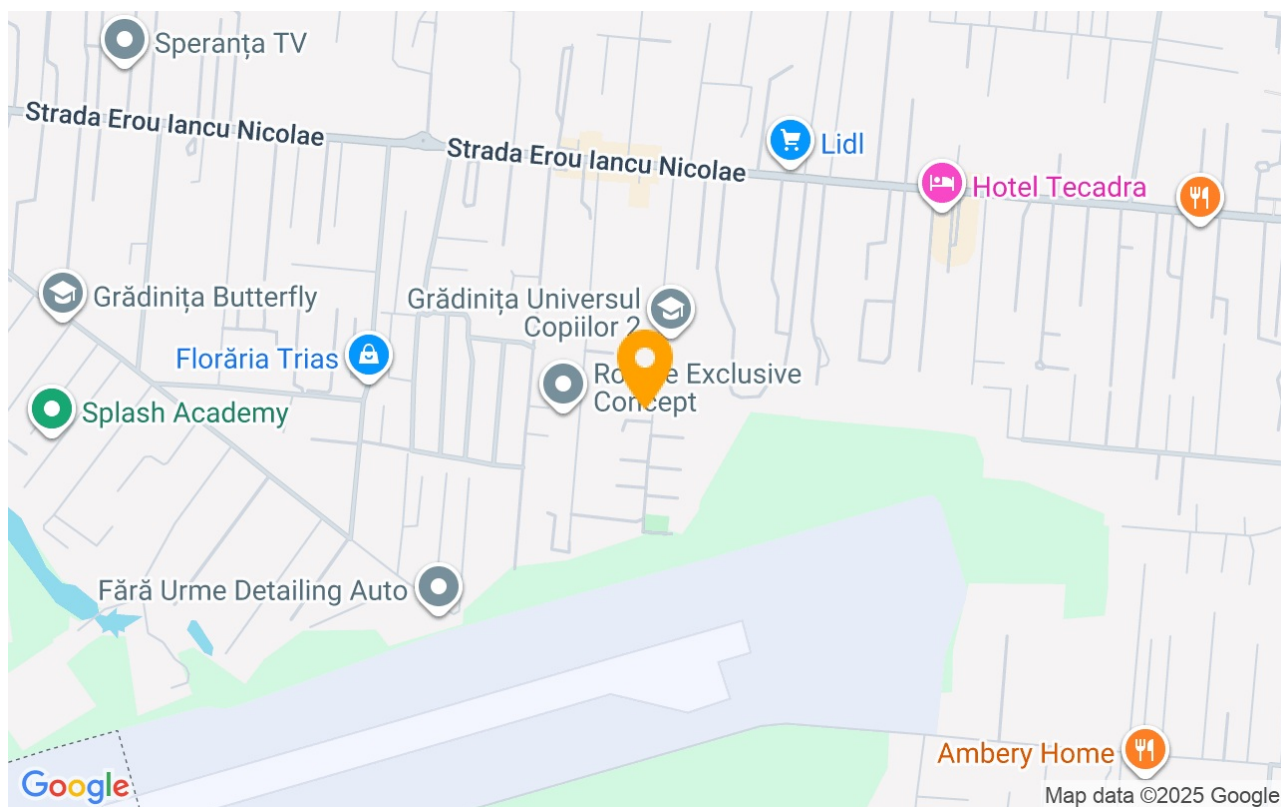 Speranța TV
Strada Erou Iancu Nicolae
Strada Erou Iancu Nicolae
Lidl
Hotel Tecadra
Grădinița Butterfly
Grădinița Universul
Copiilor 2
Florăria Trias
Exclusive
Concept
Splash Academy
Fără Urme Detailing Auto
Ambery Home
Google
Map data ©2025 Google